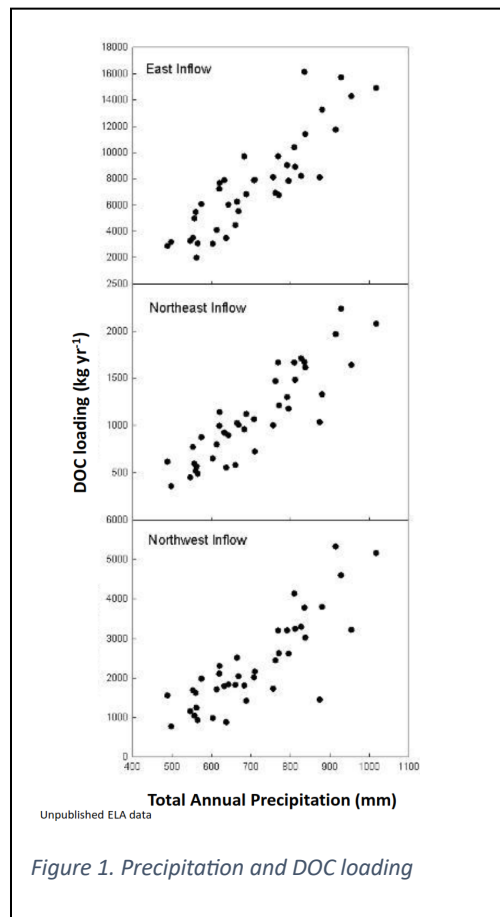 18000
East Inflow
16000
14000
12000
10000
8000
6000
4000
2000
2500
Northeast Inflow
2000
1500
1000
500
6000
Northwest Inflow
5000
4000
3000
2000
1000
0
400 500 600 700 800 900 1000 1100
DOC loading (kg yr⁻¹)
Total Annual Precipitation (mm)
Unpublished ELA data
Figure 1. Precipitation and DOC loading